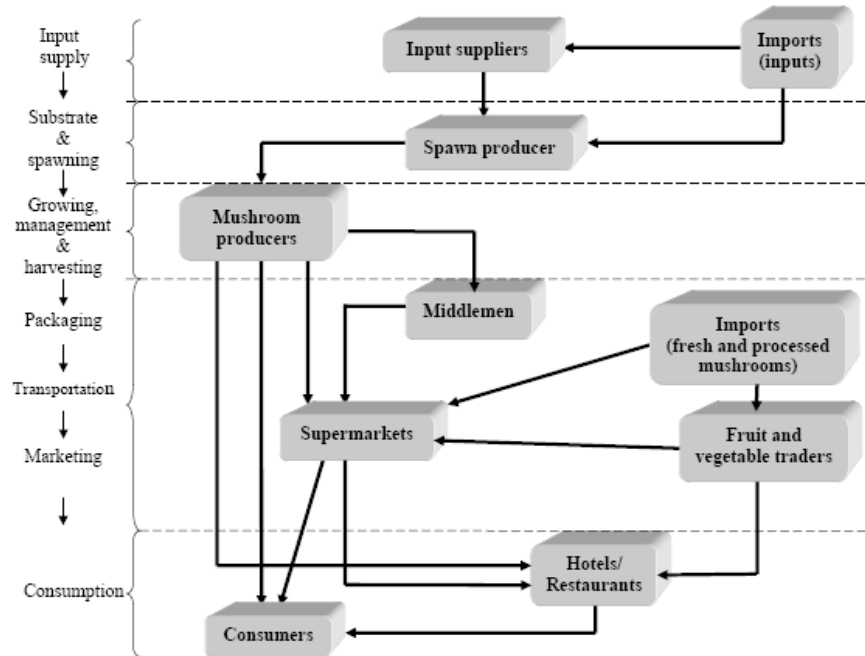 Input
supply
Input suppliers
Imports
(inputs)
Substrate
&
spawning
Spawn producer
Growing,
management
&
harvesting
Mushroom
producers
Packaging
Middlemen
Imports
(fresh and processed
mushrooms)
Transportation
Supermarkets
Fruit and
vegetable traders
Marketing
Hotels/
Restaurants
Consumption
Consumers